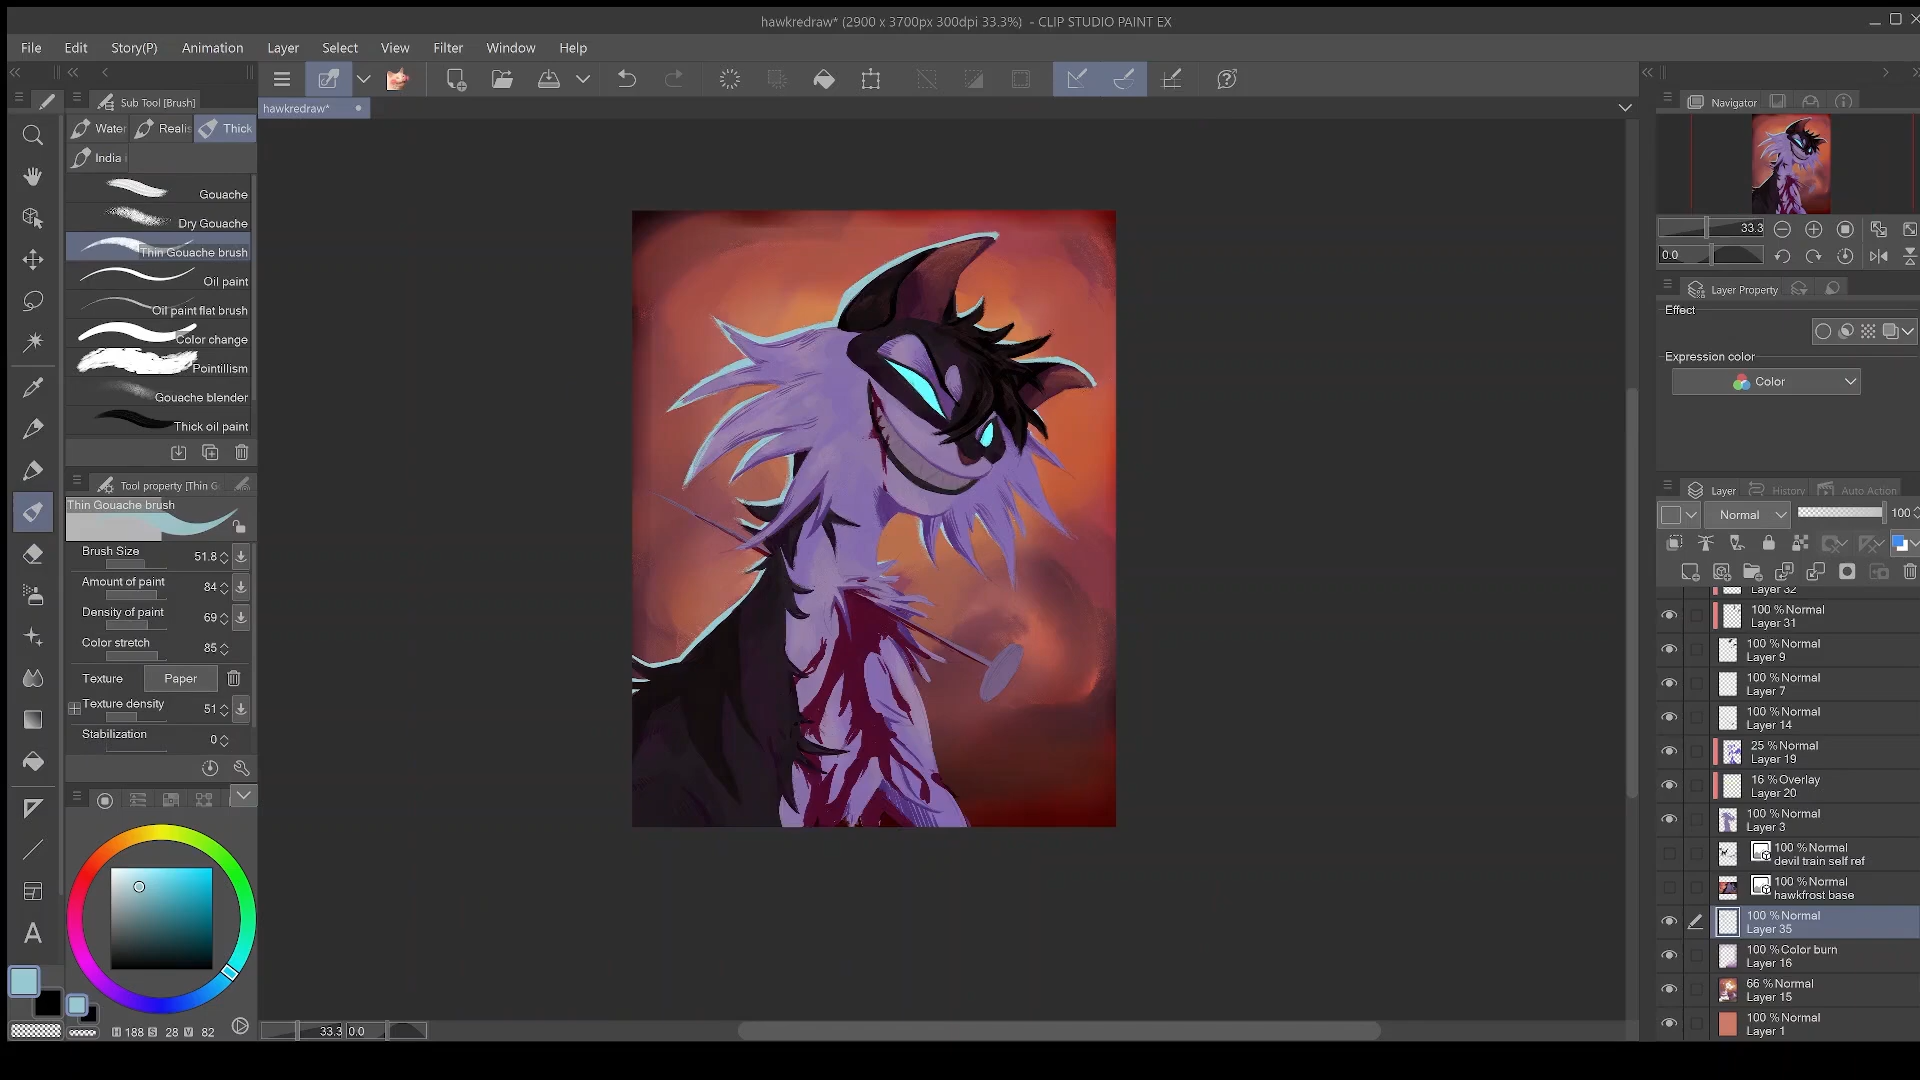 hawkredraw* (2900 x 3700px 300dpi 33.3%) - CLIP STUDIO PAINT EX
File Edit Story(P) Animation Layer Select View Filter Window Help
Sub Tool [Brush]
hawkredraw*
Navigator
Water Realis Thick
India
Gouache
Dry Gouache
Thin Gouache brush
Oil paint
Oil paint flat brush
Color change
Pointillism
Gouache blender
Thick oil paint
Tool property [Thin G
Thin Gouache brush
Brush Size 51.8
Amount of paint 84
Density of paint 69
Color stretch 85
Texture Paper
Texture density 51
Stabilization 0
H 188 S 28 V 82
33.3 0.0
33.3
0.0
Layer Property
Effect
Expression color
Color
Layer History Auto Action
Normal 100
Layer 32
100 % Normal
Layer 31
100 % Normal
Layer 9
100 % Normal
Layer 7
100 % Normal
Layer 14
25 % Normal
Layer 19
16 % Overlay
Layer 20
100 % Normal
Layer 3
100 % Normal
devil train self ref
100 % Normal
hawkfrost base
100 % Normal
Layer 35
100 % Color burn
Layer 16
66 % Normal
Layer 15
100 % Normal
Layer 1
A